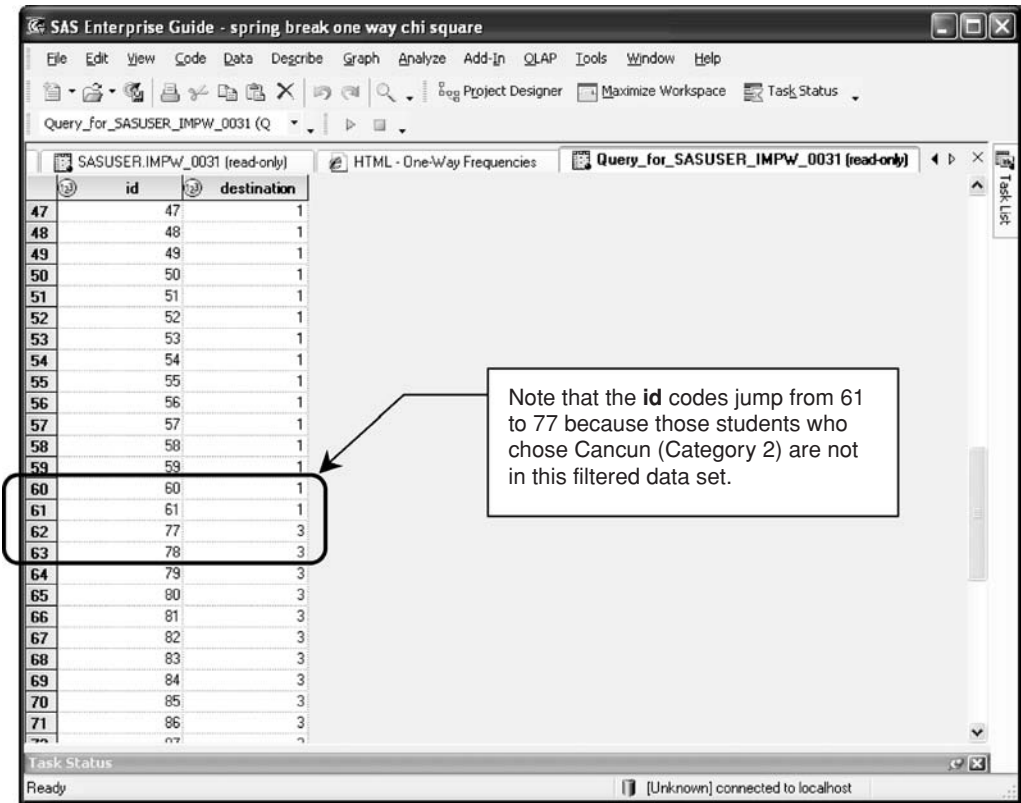 SAS Enterprise Guide - spring break one way chi square
File Edit View Code Data Describe Graph Analyze Add-In OLAP Tools Window Help
Project Designer Maximize Workspace Task Status
Query_for_SASUSER_IMPW_0031 (Q
SASUSER.IMPW_0031 (read-only) HTML - One-Way Frequencies Query_for_SASUSER_IMPW_0031 (read-only)
Task List
id destination
47 47 1
48 48 1
49 49 1
50 50 1
51 51 1
52 52 1
53 53 1
54 54 1
55 55 1
56 56 1
57 57 1
58 58 1
59 59 1
60 60 1
61 61 1
62 77 3
63 78 3
64 79 3
65 80 3
66 81 3
67 82 3
68 83 3
69 84 3
70 85 3
71 86 3
Note that the id codes jump from 61
to 77 because those students who
chose Cancun (Category 2) are not
in this filtered data set.
Task Status
Ready [Unknown] connected to localhost